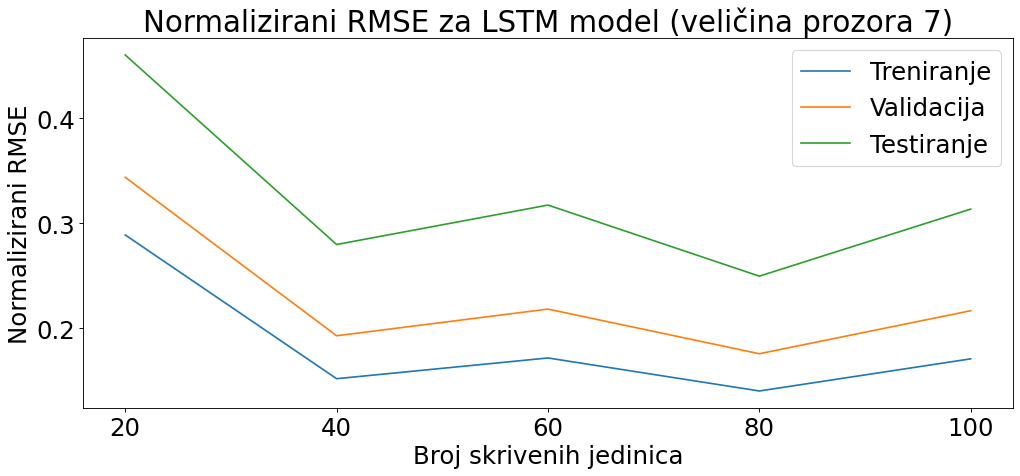 Normalizirani RMSE za LSTM model (veličina prozora 7)
Treniranje
Validacija
Testiranje
Normalizirani RMSE
0.4
0.3
0.2
20 40 60 80 100
Broj skrivenih jedinica